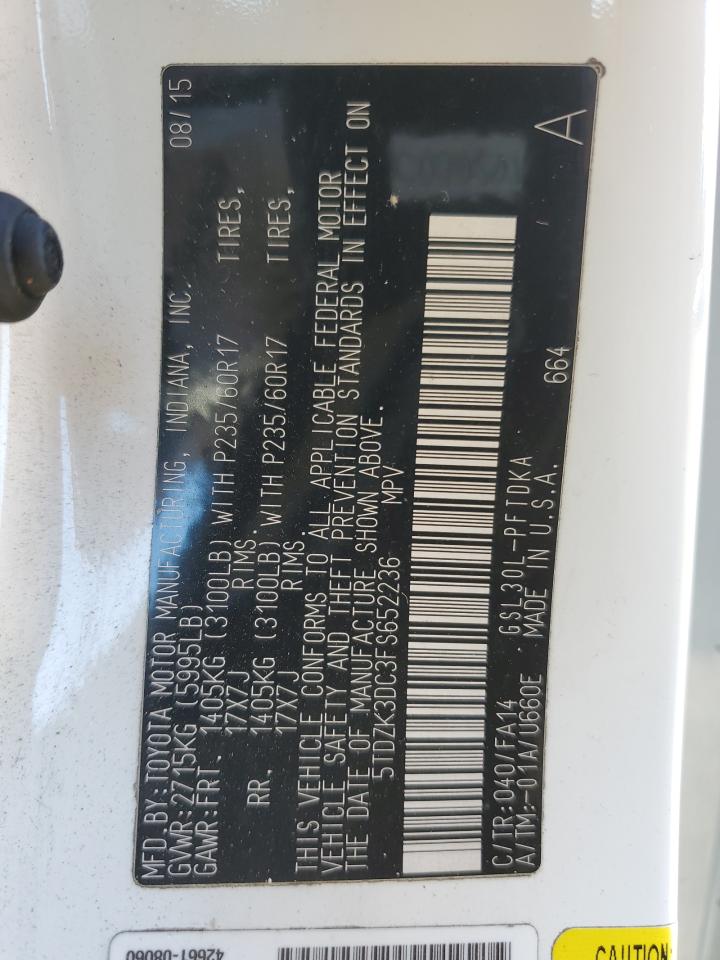 MFD.BY:TOYOTA MOTOR MANUFACTURING, INDIANA, INC. 08/15
GVWR:2715KG (5995LB)
GAWR:FRT. 1405KG (3100LB) WITH P235/60R17 TIRES,
17X7J RIMS.
RR. 1405KG (3100LB) WITH P235/60R17 TIRES,
17X7J RIMS.
THIS VEHICLE CONFORMS TO ALL APPLICABLE FEDERAL MOTOR
VEHICLE SAFETY AND THEFT PREVENTION STANDARDS IN EFFECT ON
THE DATE OF MANUFACTURE SHOWN ABOVE.
5TDZK3DC3FS652236 MPV
C/TR:040/FA14 GSL30L-PFTDKA 664 A
A/TM:-01A/U660E MADE IN U.S.A.
42661-08060
CAUTION